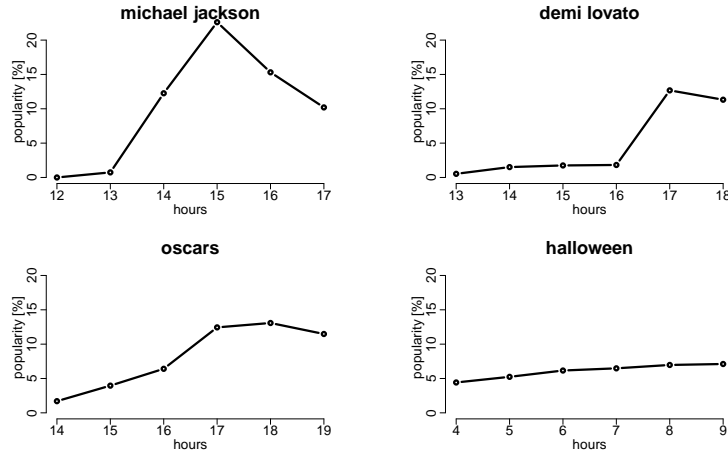 michael jackson
popularity [%]
0 5 10 15 20
12 13 14 15 16 17
hours
demi lovato
popularity [%]
0 5 10 15 20
13 14 15 16 17 18
hours
oscars
popularity [%]
0 5 10 15 20
14 15 16 17 18 19
hours
halloween
popularity [%]
0 5 10 15 20
4 5 6 7 8 9
hours